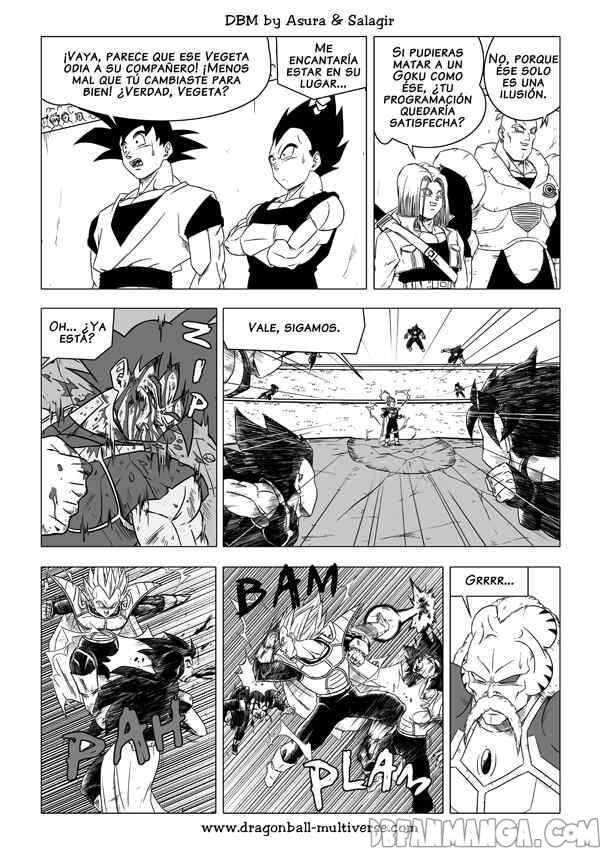 DBM by Asura & Salagir
¡Vaya, parece que ese Vegeta
odia a su compañero! ¡Menos
mal que tú cambiaste para
bien! ¿Verdad, Vegeta?
Me
encantaría
estar en su
lugar...
Si pudieras
matar a un
Goku como
ése, ¿tu
programación
quedaría
satisfecha?
No, porque
ése solo
es una
ilusión.
Oh... ¿Ya
está?
ZIP
Vale, sigamos.
PAH
BAM
PLAM
Grrrr...
www.dragonball-multiverse.com
DBFANMANGA.COM